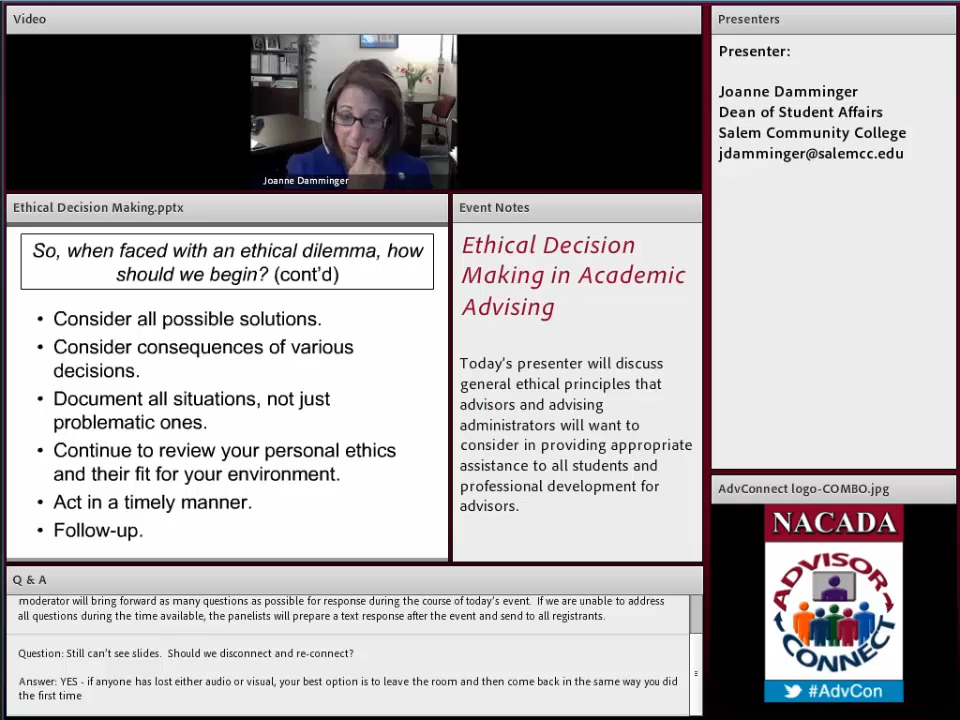 Video
Joanne Damminger
Presenters
Presenter:
Joanne Damminger
Dean of Student Affairs
Salem Community College
jdamminger@salemcc.edu
Ethical Decision Making.pptx
So, when faced with an ethical dilemma, how
should we begin? (cont'd)
• Consider all possible solutions.
• Consider consequences of various
decisions.
• Document all situations, not just
problematic ones.
• Continue to review your personal ethics
and their fit for your environment.
• Act in a timely manner.
• Follow-up.
Event Notes
Ethical Decision
Making in Academic
Advising
Today's presenter will discuss
general ethical principles that
advisors and advising
administrators will want to
consider in providing appropriate
assistance to all students and
professional development for
advisors.
AdvConnect logo-COMBO.jpg
NACADA
ADVISOR
CONNECT
#AdvCon
Q & A
moderator will bring forward as many questions as possible for response during the course of today's event. If we are unable to address
all questions during the time available, the panelists will prepare a text response after the event and send to all registrants.
Question: Still can't see slides. Should we disconnect and re-connect?
Answer: YES - if anyone has lost either audio or visual, your best option is to leave the room and then come back in the same way you did
the first time